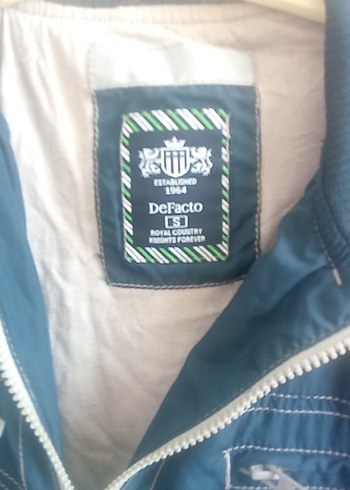 ESTABLISHED
1964
DeFacto
S
ROYAL COUNTRY
KNIGHTS FOREVER